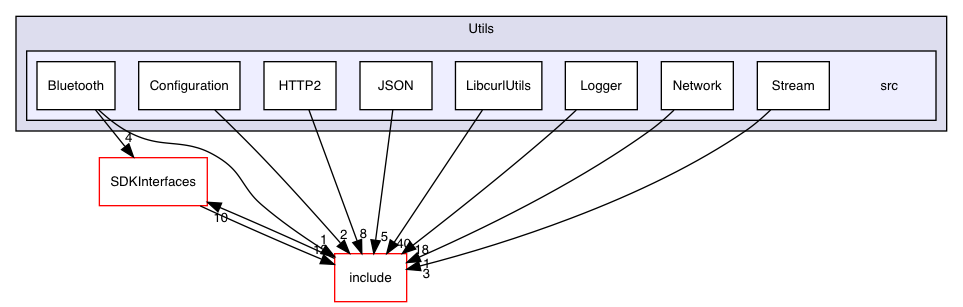 Utils
Bluetooth
Configuration
HTTP2
JSON
LibcurlUtils
Logger
Network
Stream
src
4
SDKInterfaces
10
1
2
8
5
40
18
1
3
include